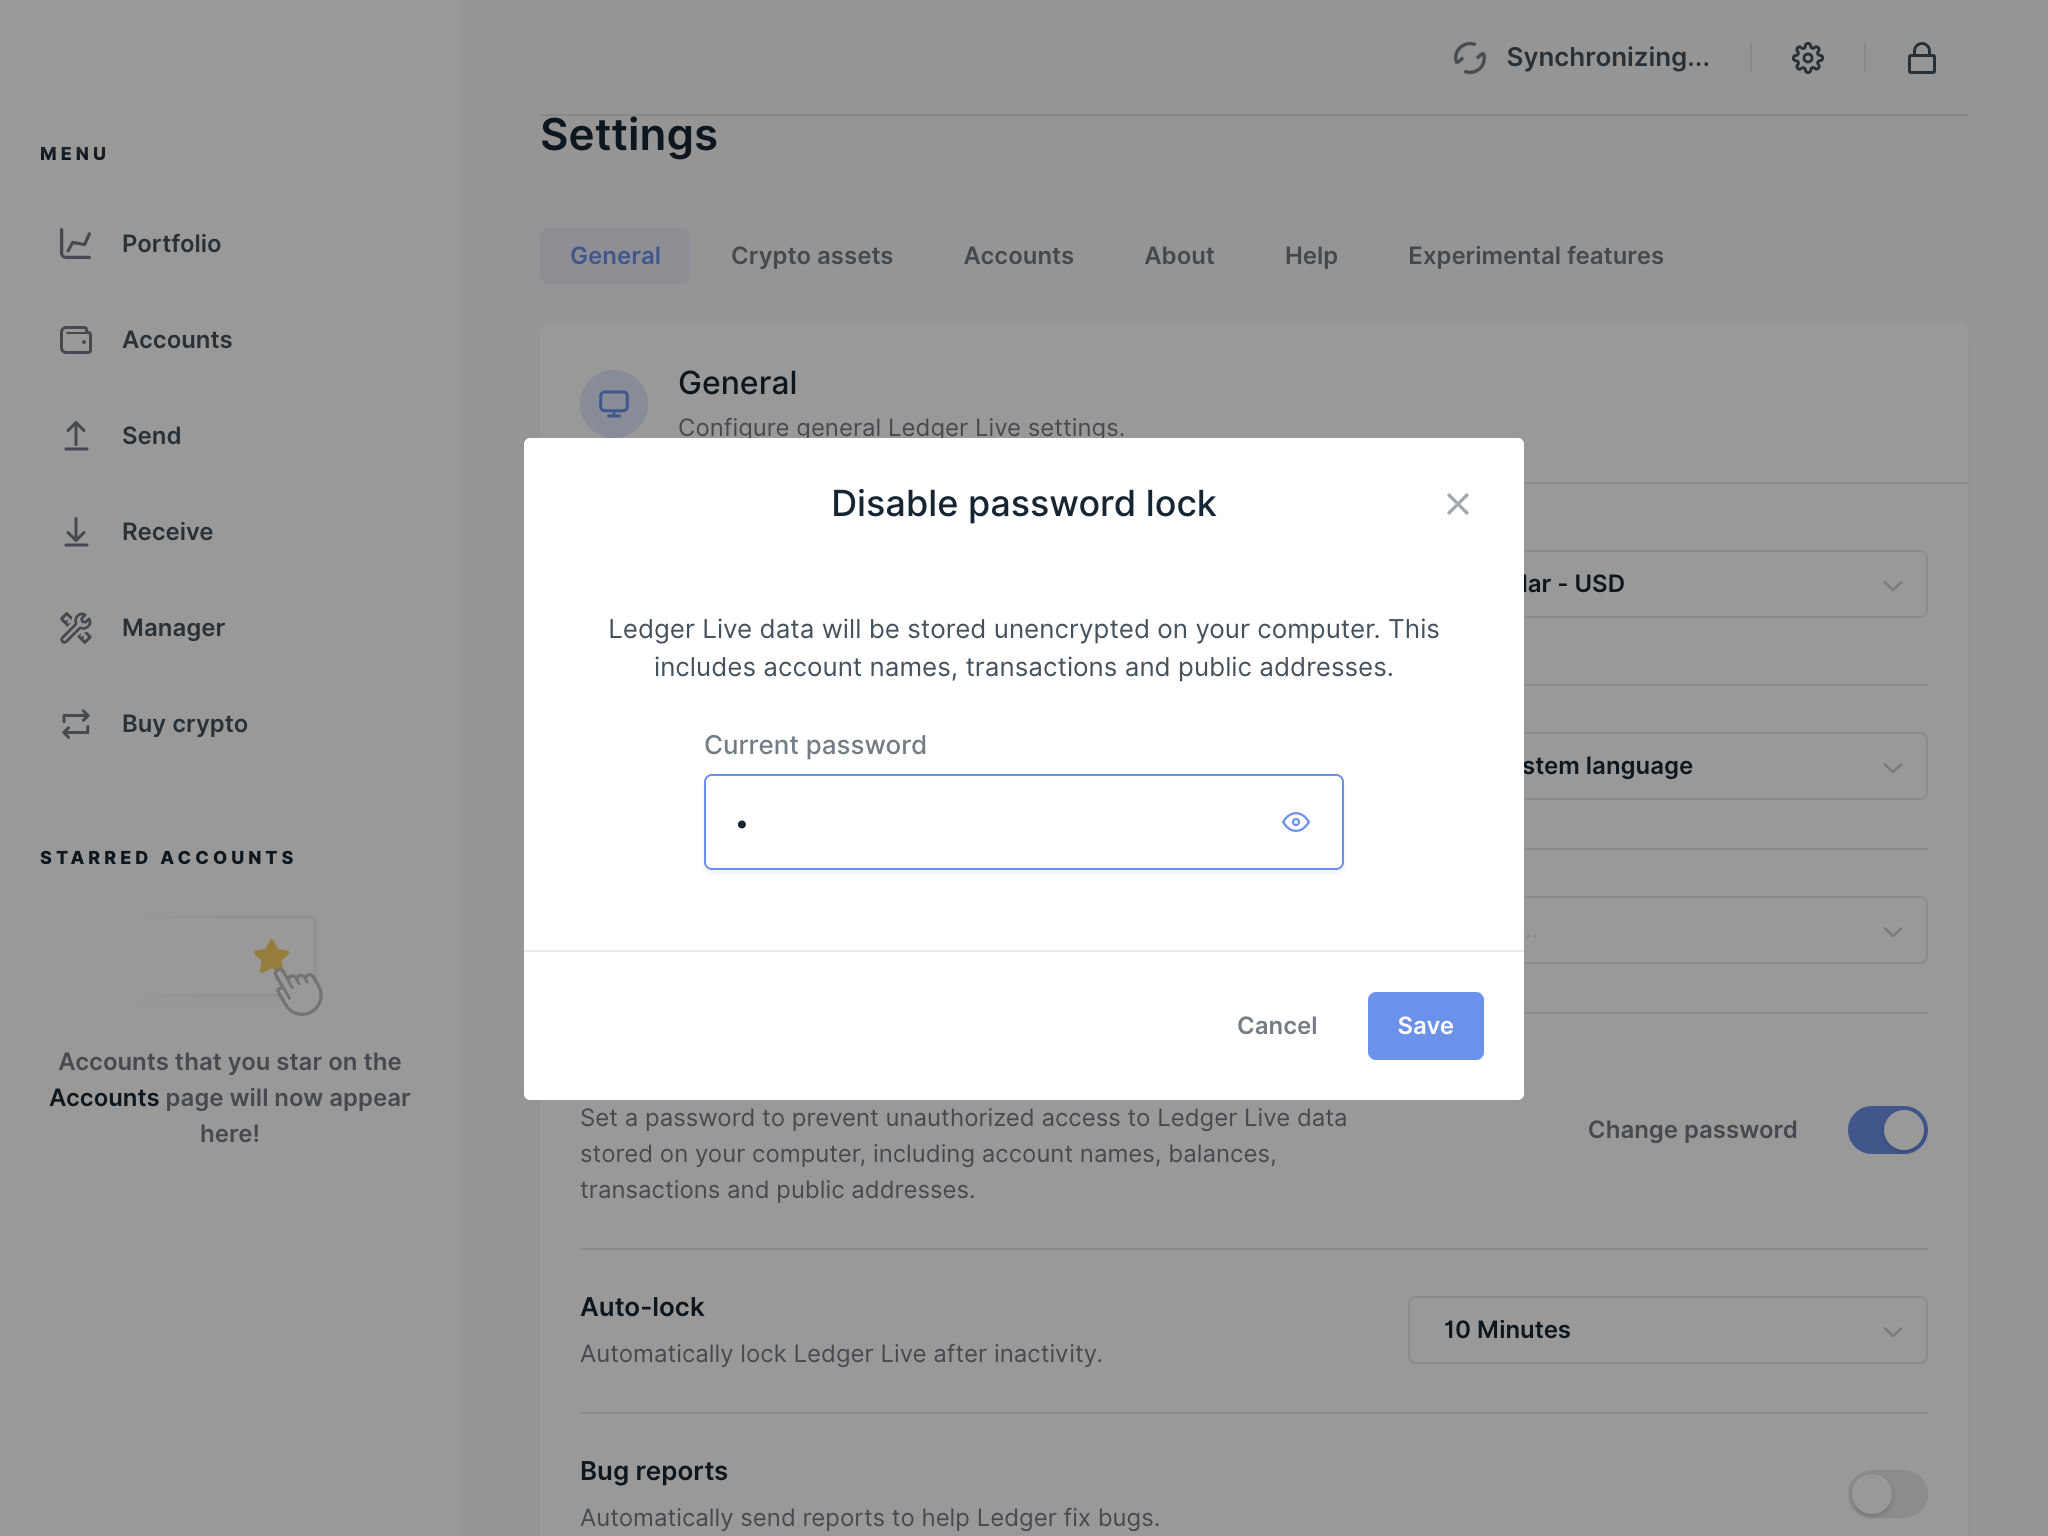 Synchronizing...
MENU
Portfolio
Accounts
Send
Receive
Manager
Buy crypto
STARRED ACCOUNTS
Accounts that you star on the
Accounts page will now appear
here!
Settings
General
Crypto assets
Accounts
About
Help
Experimental features
General
Configure general Ledger Live settings.
lar - USD
stem language
Disable password lock
Ledger Live data will be stored unencrypted on your computer. This
includes account names, transactions and public addresses.
Current password
•
Cancel
Save
Set a password to prevent unauthorized access to Ledger Live data
stored on your computer, including account names, balances,
transactions and public addresses.
Change password
Auto-lock
Automatically lock Ledger Live after inactivity.
10 Minutes
Bug reports
Automatically send reports to help Ledger fix bugs.